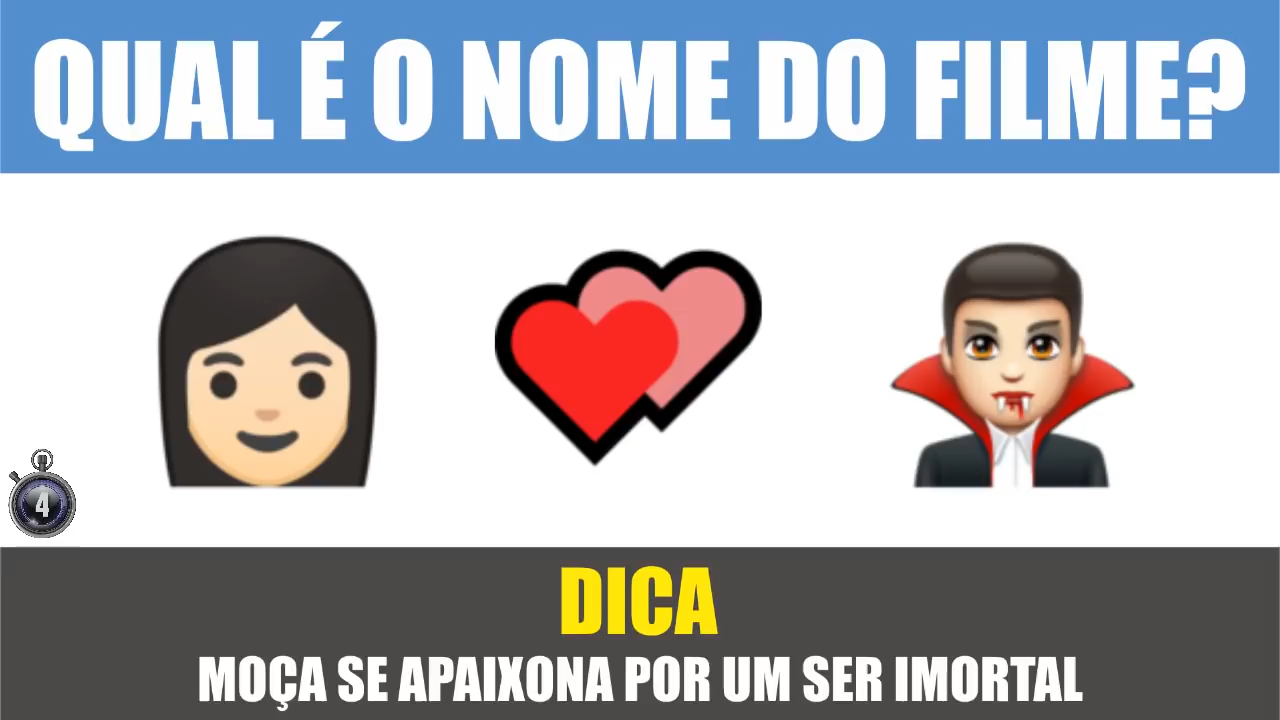 QUAL É O NOME DO FILME?
4
DICA
MOÇA SE APAIXONA POR UM SER IMORTAL